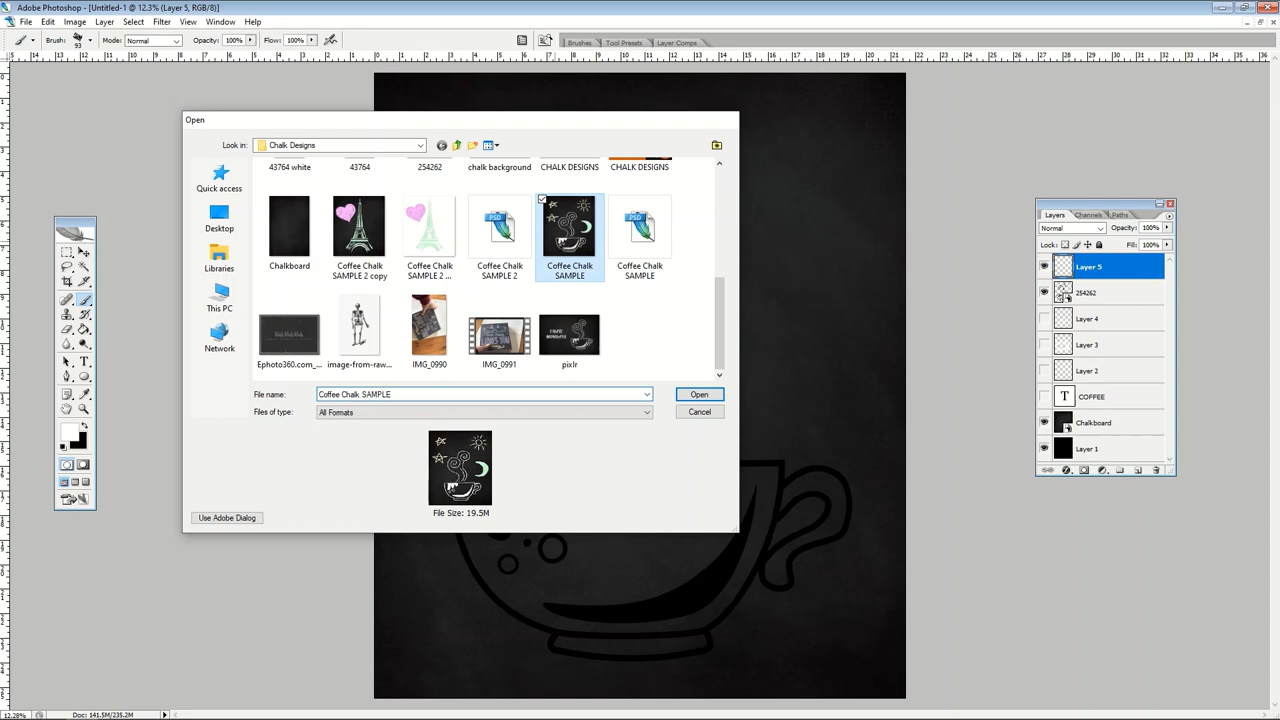 Adobe Photoshop - [Untitled-1 @ 12.3% (Layer 5, RGB/8)]
File Edit Image Layer Select Filter View Window Help
Brush: 93 Mode: Normal Opacity: 100% Flow: 100% Brushes Tool Presets Layer Comps
Open
Look in: Chalk Designs
Quick access
Desktop
Libraries
This PC
Network
43764 white 43764 254262 chalk background CHALK DESIGNS CHALK DESIGNS
PSD PSD
Chalkboard Coffee Chalk SAMPLE 2 copy Coffee Chalk SAMPLE 2 ... Coffee Chalk SAMPLE 2 Coffee Chalk SAMPLE Coffee Chalk SAMPLE
MAMAMA
Ephoto360.com_... image-from-raw... IMG_0990 IMG_0991 pixlr
File name: Coffee Chalk SAMPLE Open
Files of type: All Formats Cancel
File Size: 19.5M
Use Adobe Dialog
Layers Channels Paths
Normal Opacity: 100%
Lock: Fill: 100%
Layer 5
254262
Layer 4
Layer 3
Layer 2
T COFFEE
Chalkboard
Layer 1
12.28% Doc: 141.5M/235.2M